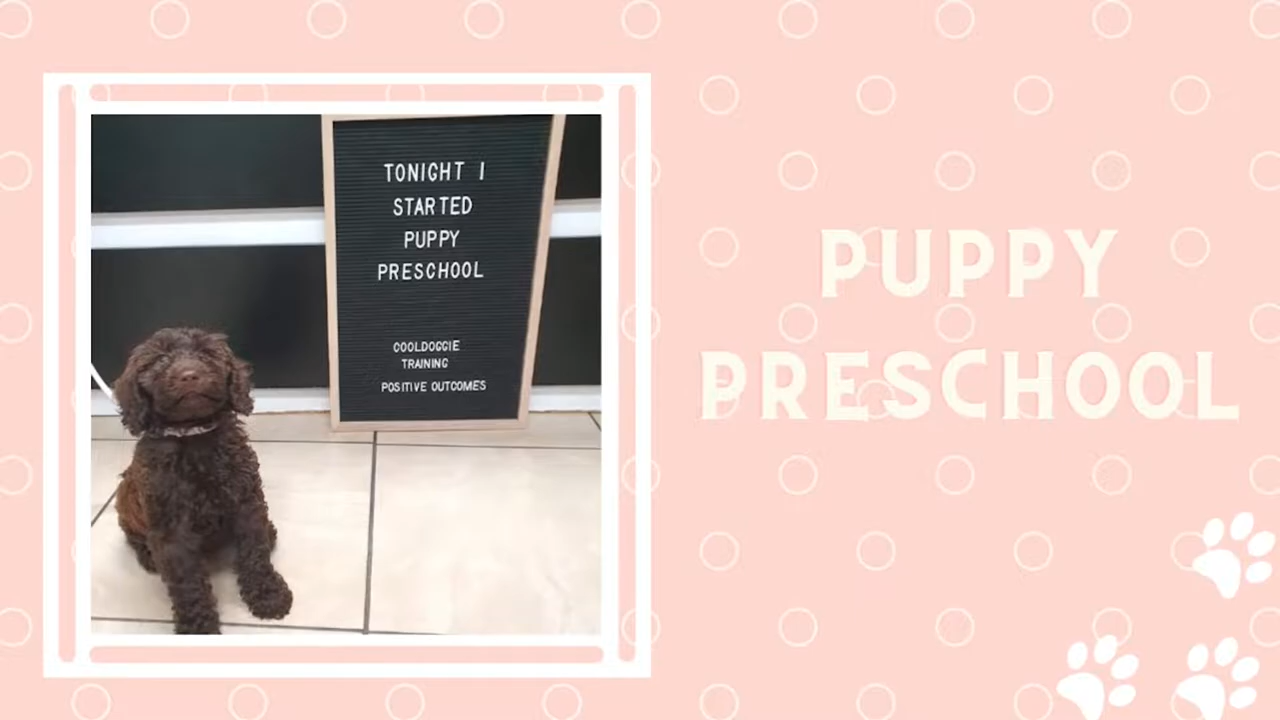 TONIGHT I
STARTED
PUPPY
PRESCHOOL
COOLDOGGIE
TRAINING
POSITIVE OUTCOMES
PUPPY
PRESCHOOL